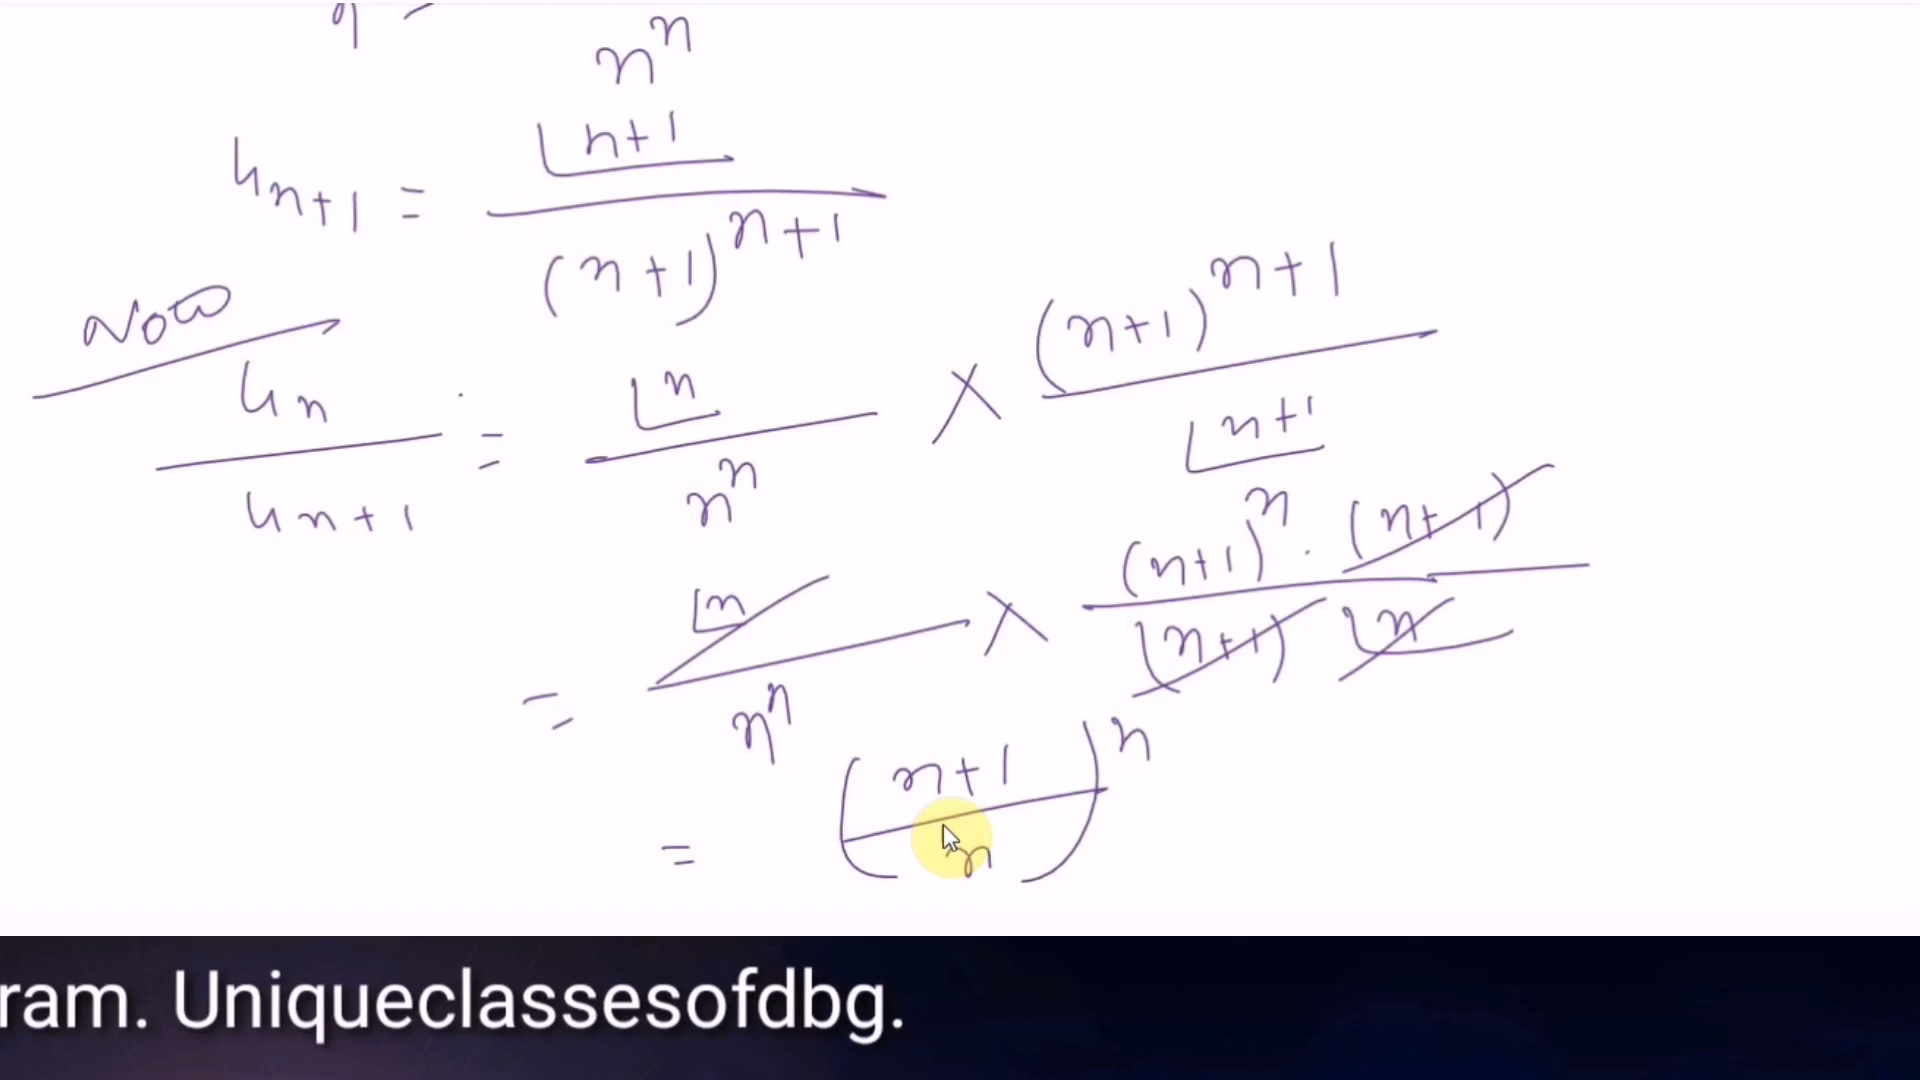 n^n
u_{n+1} = ⌊n+1 / (n+1)^{n+1}
Now
u_n / u_{n+1} = ⌊n / n^n × (n+1)^{n+1} / ⌊n+1
= ⌊n / n^n × (n+1)^n · (n+1) / (n+1) ⌊n
= ((n+1) / n)^n
ram. Uniqueclassesofdbg.